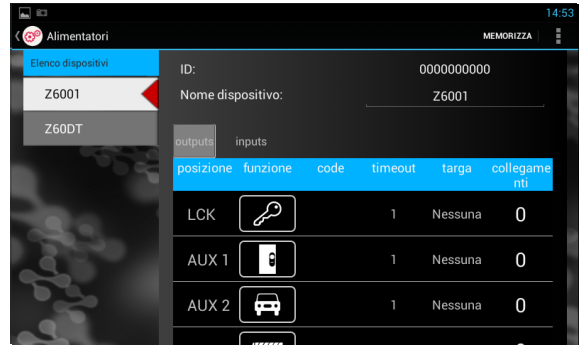 14:53
Alimentatori
MEMORIZZA
Elenco dispositivi
Z6001
Z60DT
ID: 0000000000
Nome dispositivo: Z6001
outputs inputs
posizione funzione code timeout targa collegame
nti
LCK 1 Nessuna 0
AUX 1 1 Nessuna 0
AUX 2 1 Nessuna 0